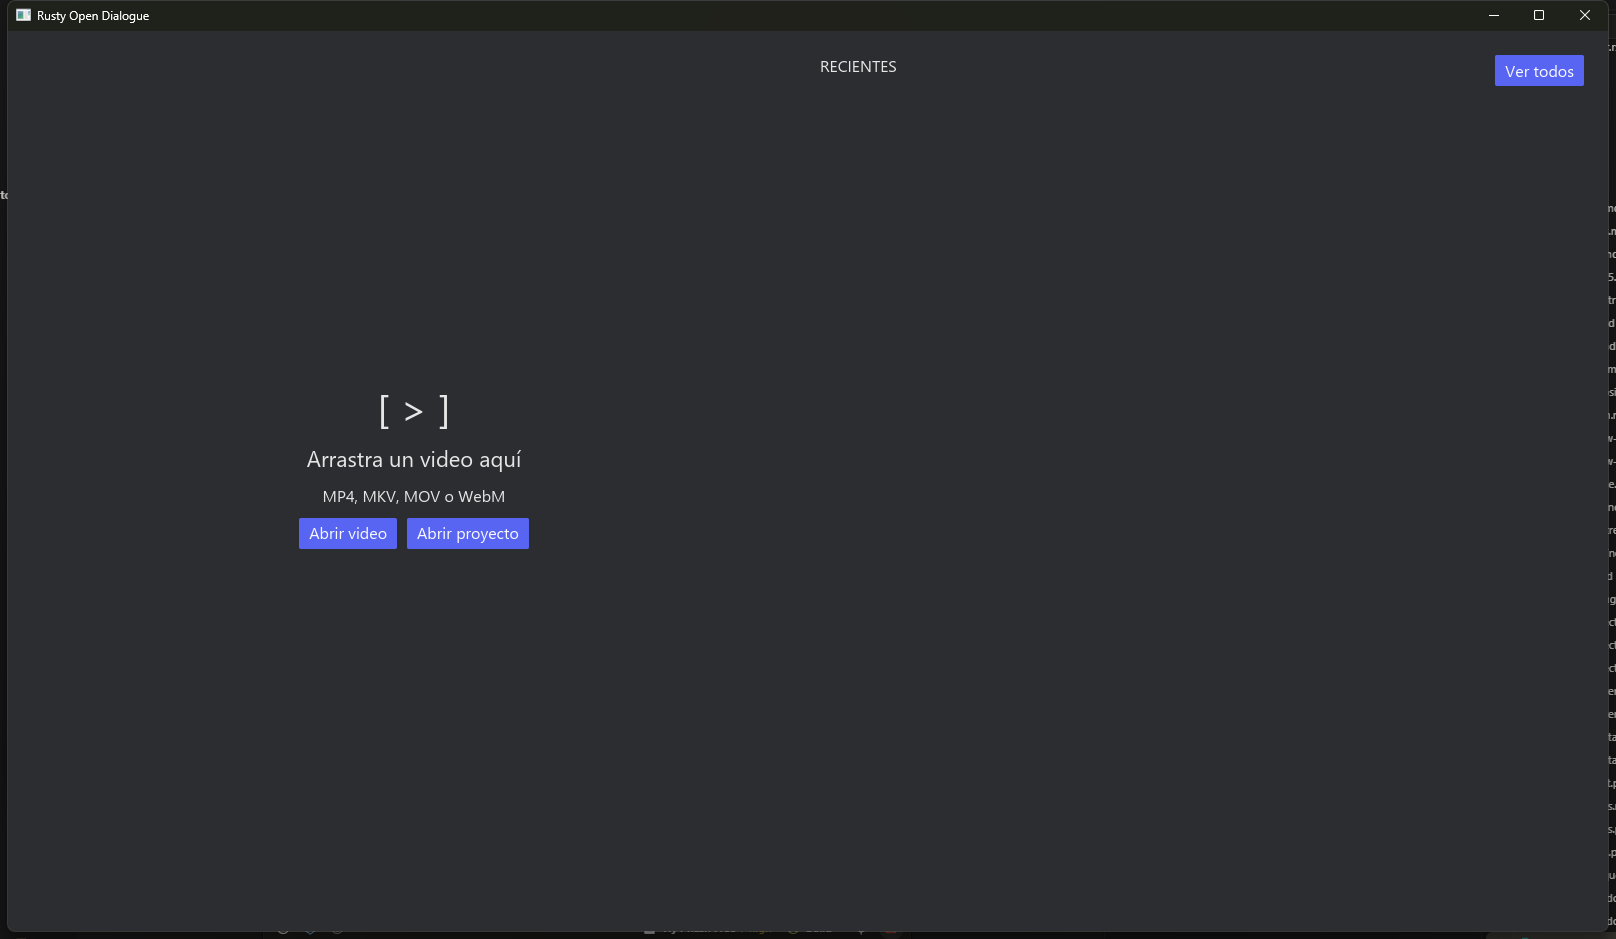 Rusty Open Dialogue
RECIENTES
Ver todos
[ > ]
Arrastra un video aquí
MP4, MKV, MOV o WebM
Abrir video
Abrir proyecto